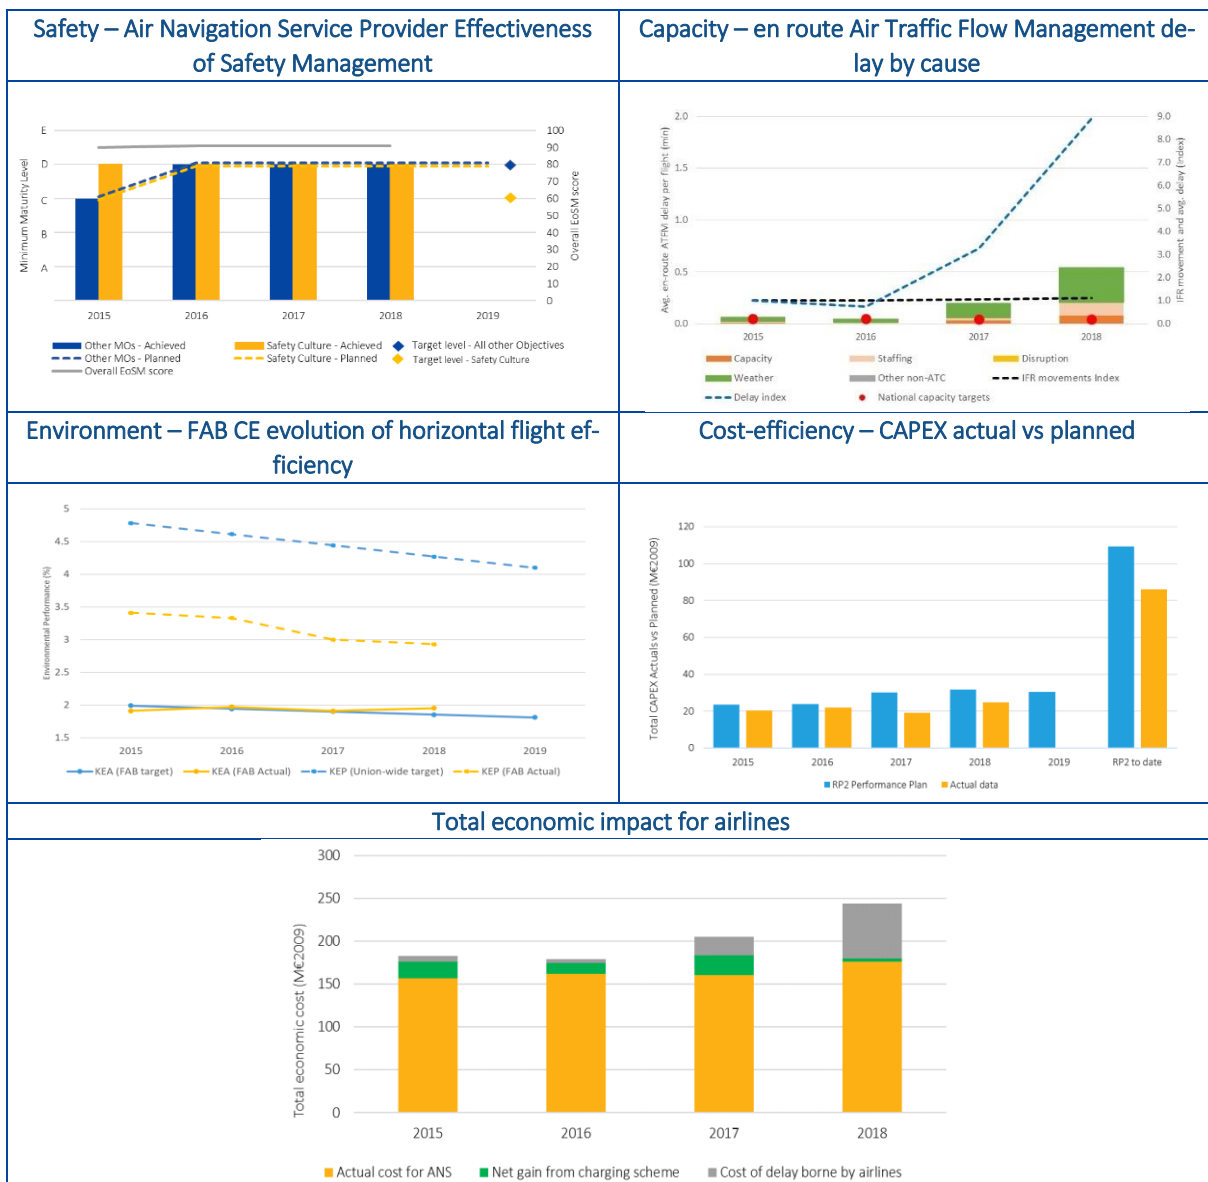 Safety – Air Navigation Service Provider Effectiveness
of Safety Management
Capacity – en route Air Traffic Flow Management de-
lay by cause
Minimum Maturity Level
E
D
C
B
A
100
90
80
70
60
50
40
30
20
10
0
Overall EoSM score
2015 2016 2017 2018 2019
Other MOs - Achieved Safety Culture - Achieved Target level - All other Objectives
Other MOs - Planned Safety Culture - Planned Target level - Safety Culture
Overall EoSM score
Avg. en-route ATFM delay per flight (min)
2.0
1.5
1.0
0.5
0.0
9.0
8.0
7.0
6.0
5.0
4.0
3.0
2.0
1.0
0.0
IFR movement and avg. delay (index)
2015 2016 2017 2018
Capacity Staffing Disruption
Weather Other non-ATC IFR movements Index
Delay index National capacity targets
Environment – FAB CE evolution of horizontal flight ef-
ficiency
Cost-efficiency – CAPEX actual vs planned
Environmental Performance (%)
5
4.5
4
3.5
3
2.5
2
1.5
2015 2016 2017 2018 2019
KEA (FAB target) KEA (FAB Actual) KEP (Union-wide target) KEP (FAB Actual)
Total CAPEX Actuals vs Planned (M€2009)
120
100
80
60
40
20
0
2015 2016 2017 2018 2019 RP2 to date
RP2 Performance Plan Actual data
Total economic impact for airlines
Total economic cost (M€2009)
300
250
200
150
100
50
0
2015 2016 2017 2018
Actual cost for ANS Net gain from charging scheme Cost of delay borne by airlines